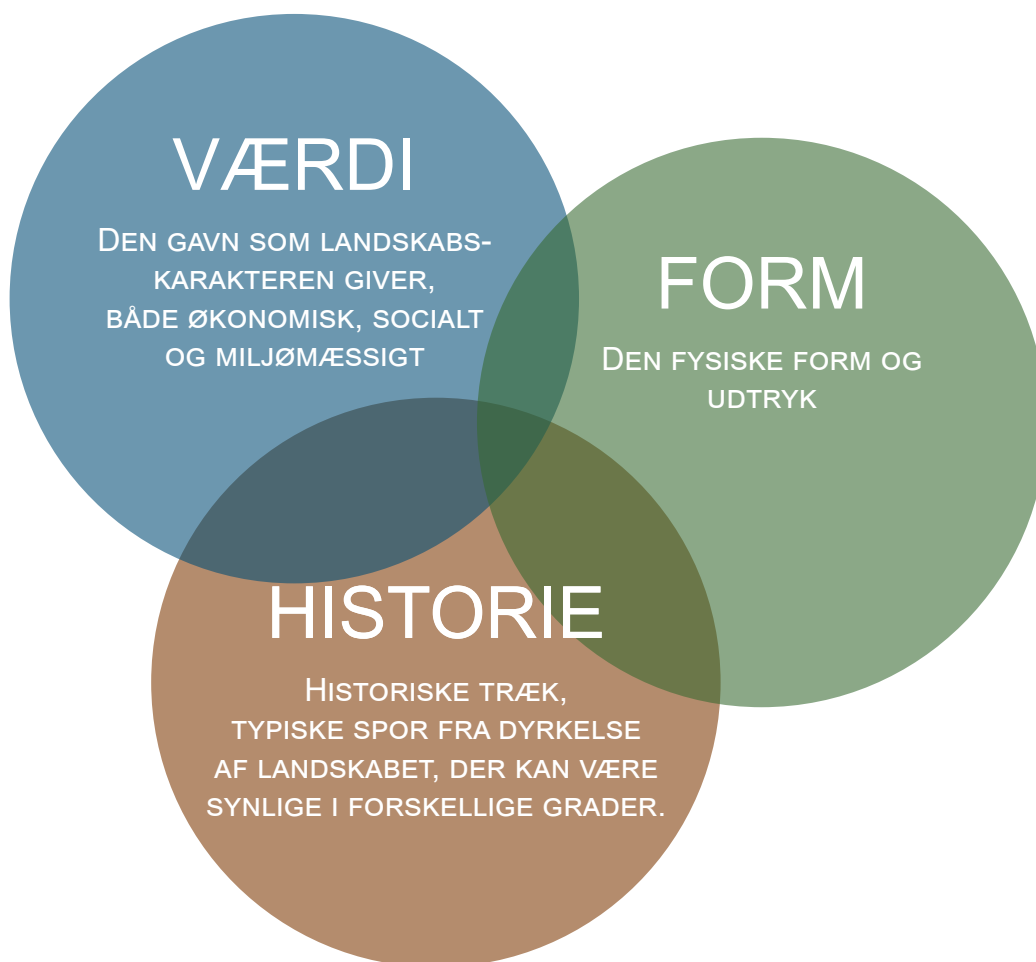 VÆRDI
DEN GAVN SOM LANDSKABS-
KARAKTEREN GIVER,
BÅDE ØKONOMISK, SOCIALT
OG MILJØMÆSSIGT
FORM
DEN FYSISKE FORM OG
UDTRYK
HISTORIE
HISTORISKE TRÆK,
TYPISKE SPOR FRA DYRKELSE
AF LANDSKABET, DER KAN VÆRE
SYNLIGE I FORSKELLIGE GRADER.